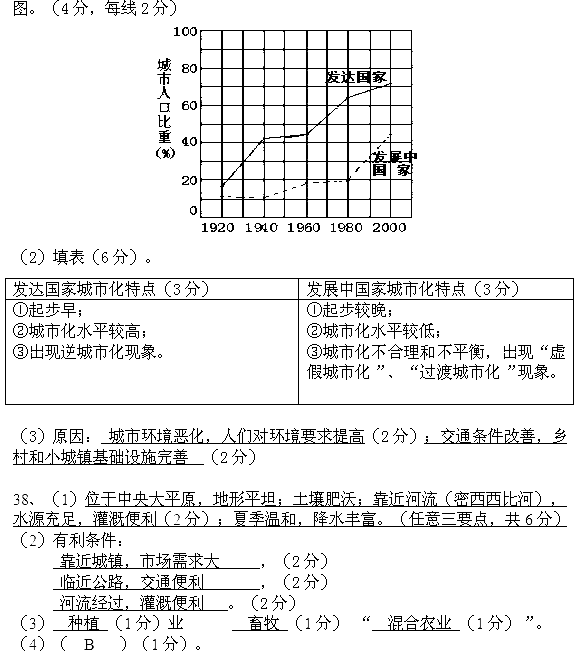 图。（4分，每线2分）
100
80
60
40
20
0
城市人口比重(%)
发达国家
发展中国家
1920 1940 1960 1980 2000
（2）填表（6分）。
发达国家城市化特点（3分） 发展中国家城市化特点（3分）
①起步早； ①起步较晚；
②城市化水平较高； ②城市化水平较低；
③出现逆城市化现象。 ③城市化不合理和不平衡，出现“虚
假城市化 ”、“过渡城市化 ”现象。
（3）原因： 城市环境恶化，人们对环境要求提高（2分）；交通条件改善，乡
村和小城镇基础设施完善 （2分）
38、（1）位于中央大平原，地形平坦；土壤肥沃；靠近河流（密西西比河），
水源充足，灌溉便利（2分）；夏季温和，降水丰富。（任意三要点，共6分）
（2）有利条件：
靠近城镇，市场需求大 ，（2分）
临近公路，交通便利 ，（2分）
河流经过，灌溉便利 。（2分）
（3） 种植 （1分）业 畜牧 （1分） “ 混合农业 （1分）”。
（4）（ B ）（1分）。